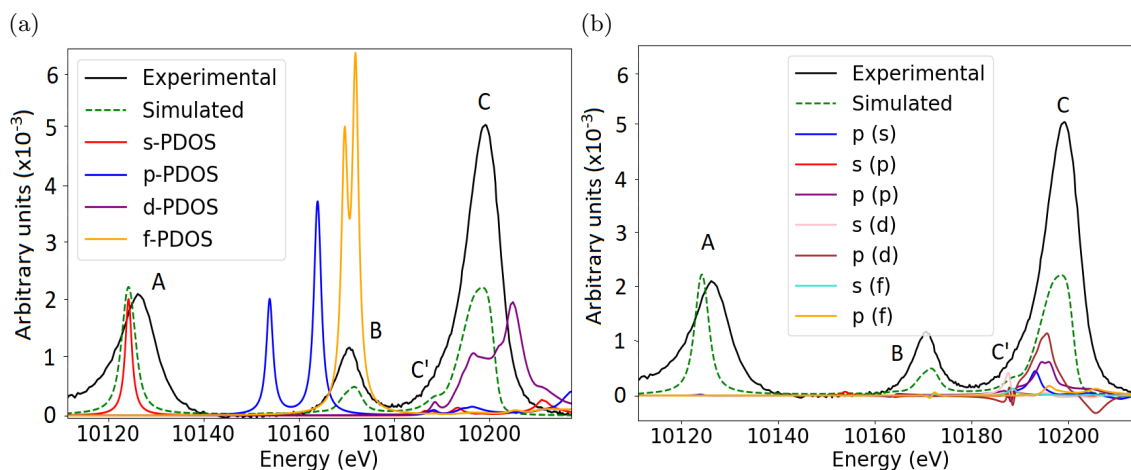 (a)
Arbitrary units (x10⁻³)
6
5
4
3
2
1
0
Experimental
Simulated
s-PDOS
p-PDOS
d-PDOS
f-PDOS
A
B
C'
C
10120 10140 10160 10180 10200
Energy (eV)
(b)
Arbitrary units (x10⁻³)
6
5
4
3
2
1
0
Experimental
Simulated
p (s)
s (p)
p (p)
s (d)
p (d)
s (f)
p (f)
A
B
C'
C
10120 10140 10160 10180 10200
Energy (eV)